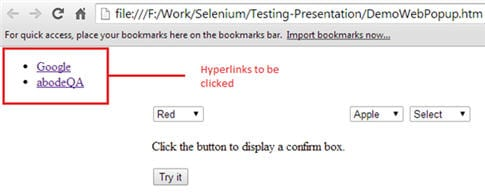 file:///F:/Work/Selenium/Testing-Presentation/DemoWebPopup.htm
For quick access, place your bookmarks here on the bookmarks bar. Import bookmarks now...
Google
abodeQA
Hyperlinks to be
clicked
Red Apple Select
Click the button to display a confirm box.
Try it